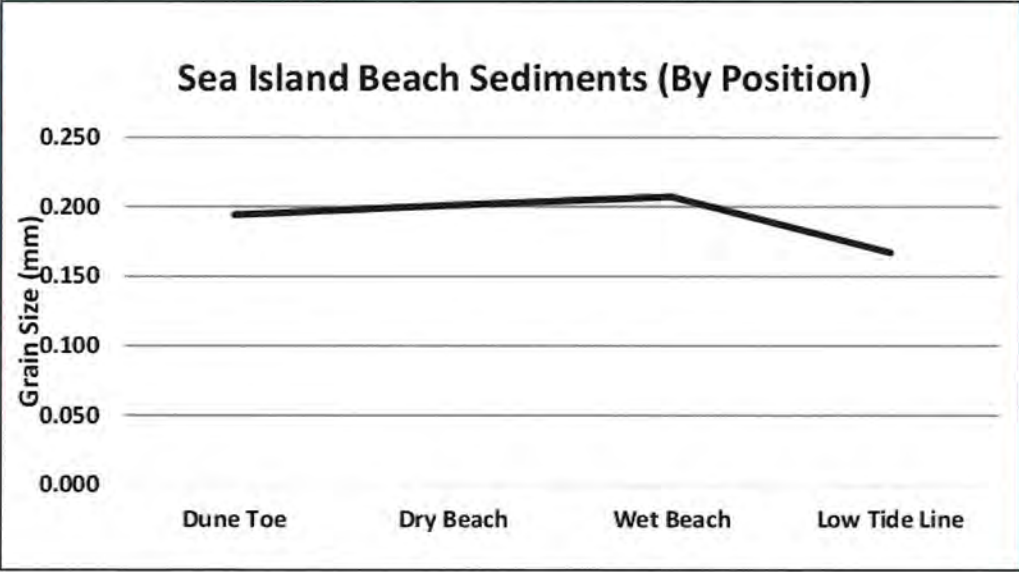 Sea Island Beach Sediments (By Position)
Grain Size (mm)
0.250
0.200
0.150
0.100
0.050
0.000
Dune Toe Dry Beach Wet Beach Low Tide Line